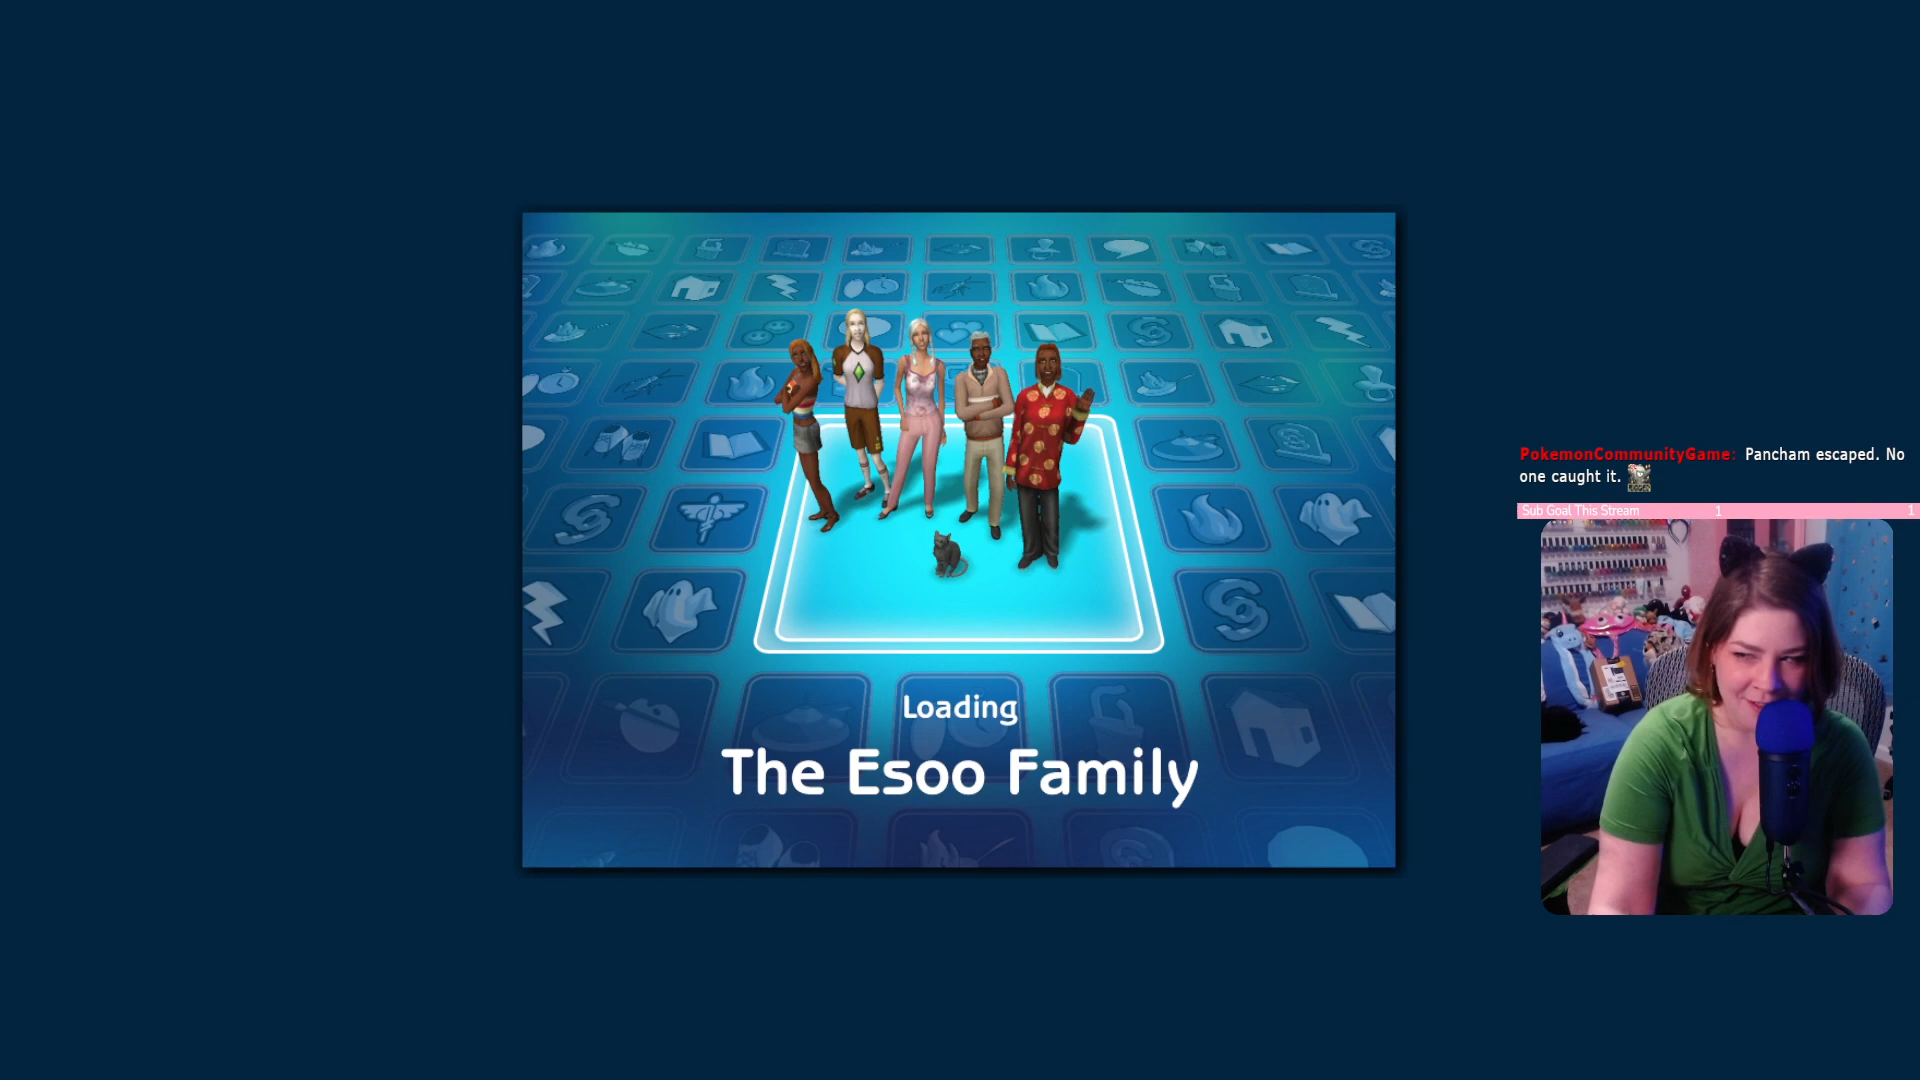 Loading
The Esoo Family
PokemonCommunityGame: Pancham escaped. No
one caught it.
Sub Goal This Stream 1 1